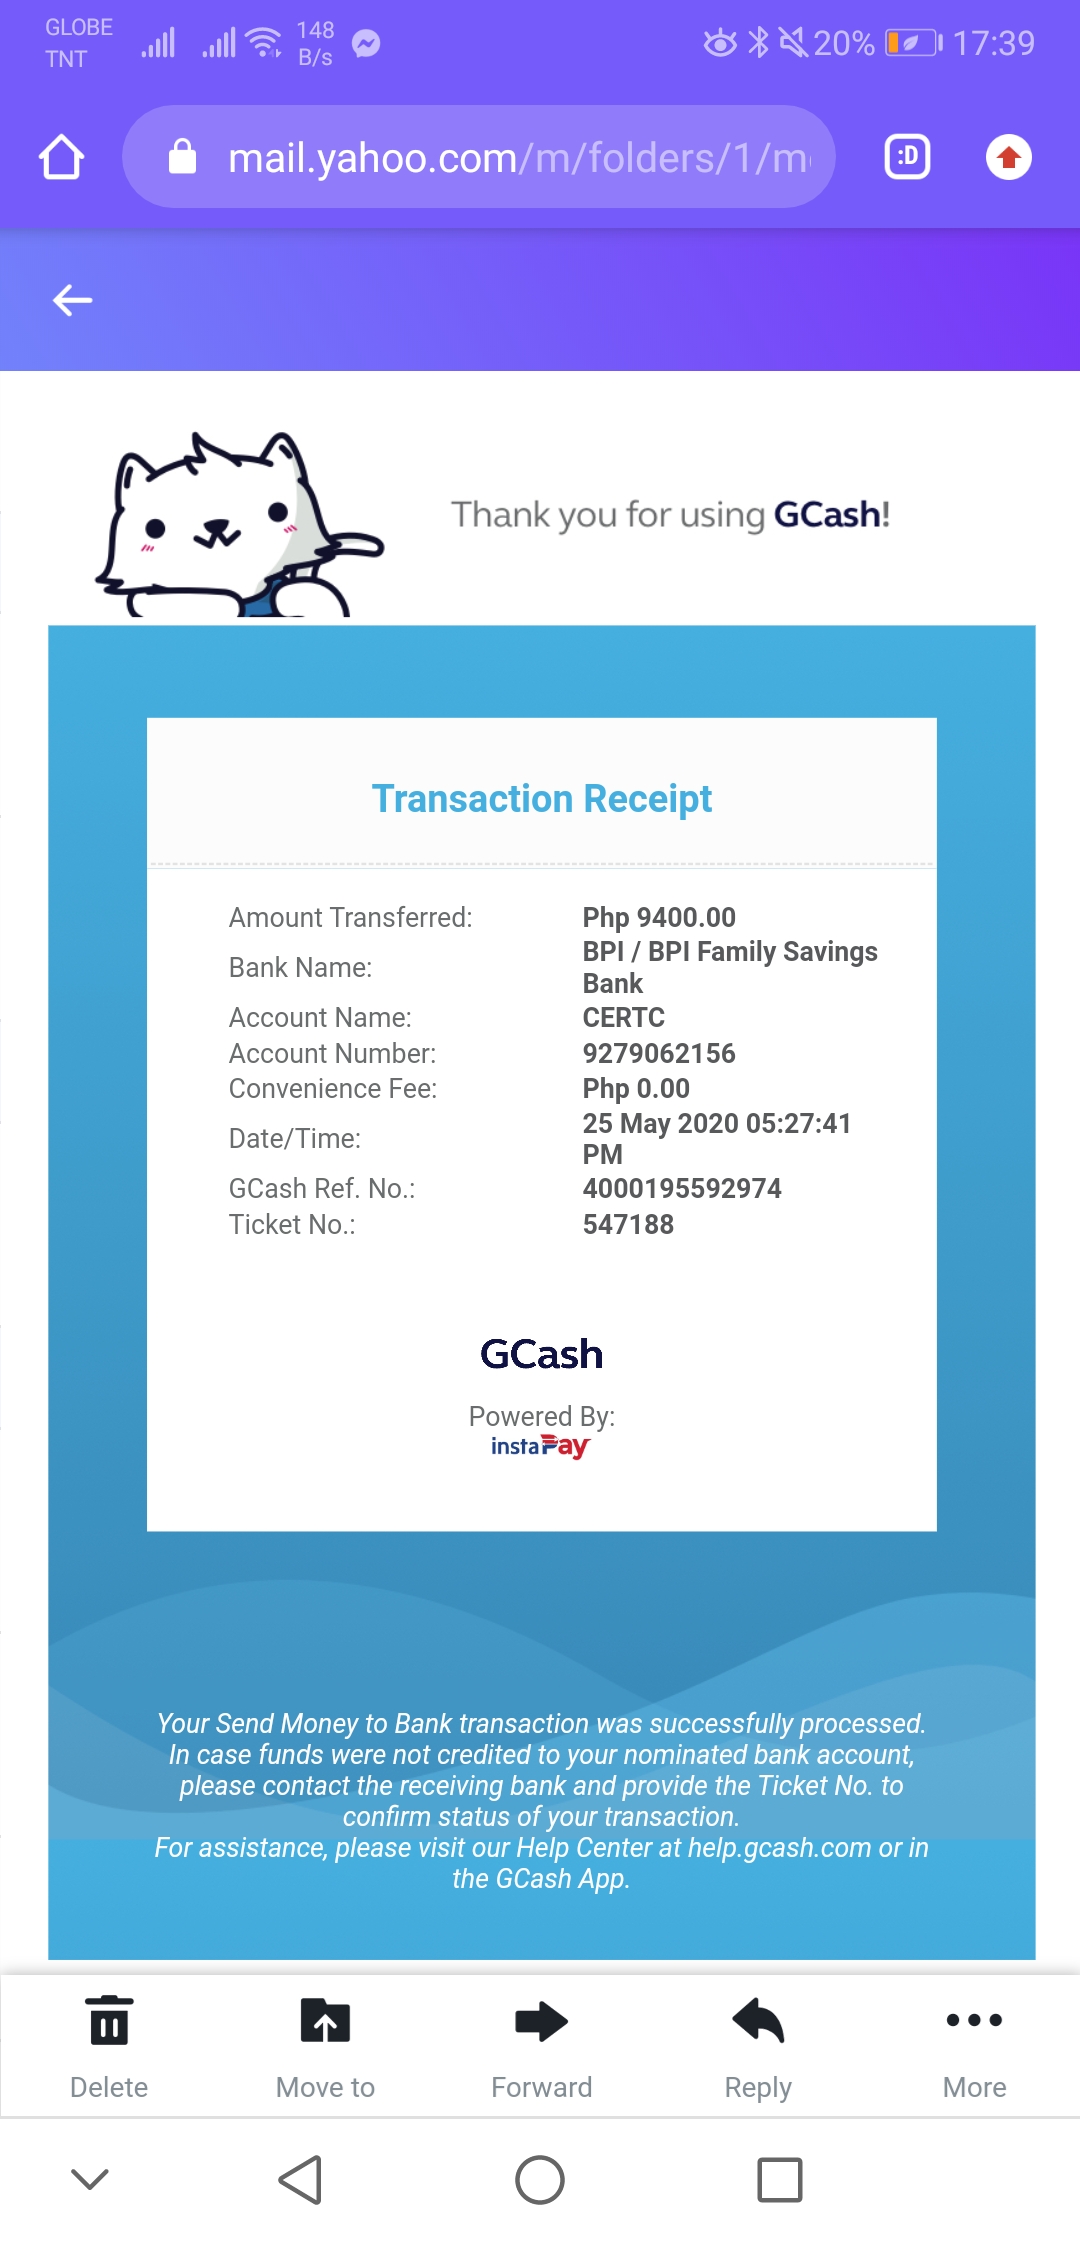 GLOBE
TNT
148
B/s
20%
17:39
mail.yahoo.com/m/folders/1/m
:D
Thank you for using GCash!
Transaction Receipt
Amount Transferred: Php 9400.00
Bank Name: BPI / BPI Family Savings
Bank
Account Name: CERTC
Account Number: 9279062156
Convenience Fee: Php 0.00
Date/Time: 25 May 2020 05:27:41
PM
GCash Ref. No.: 4000195592974
Ticket No.: 547188
GCash
Powered By:
instaPay
Your Send Money to Bank transaction was successfully processed.
In case funds were not credited to your nominated bank account,
please contact the receiving bank and provide the Ticket No. to
confirm status of your transaction.
For assistance, please visit our Help Center at help.gcash.com or in
the GCash App.
Delete
Move to
Forward
Reply
More